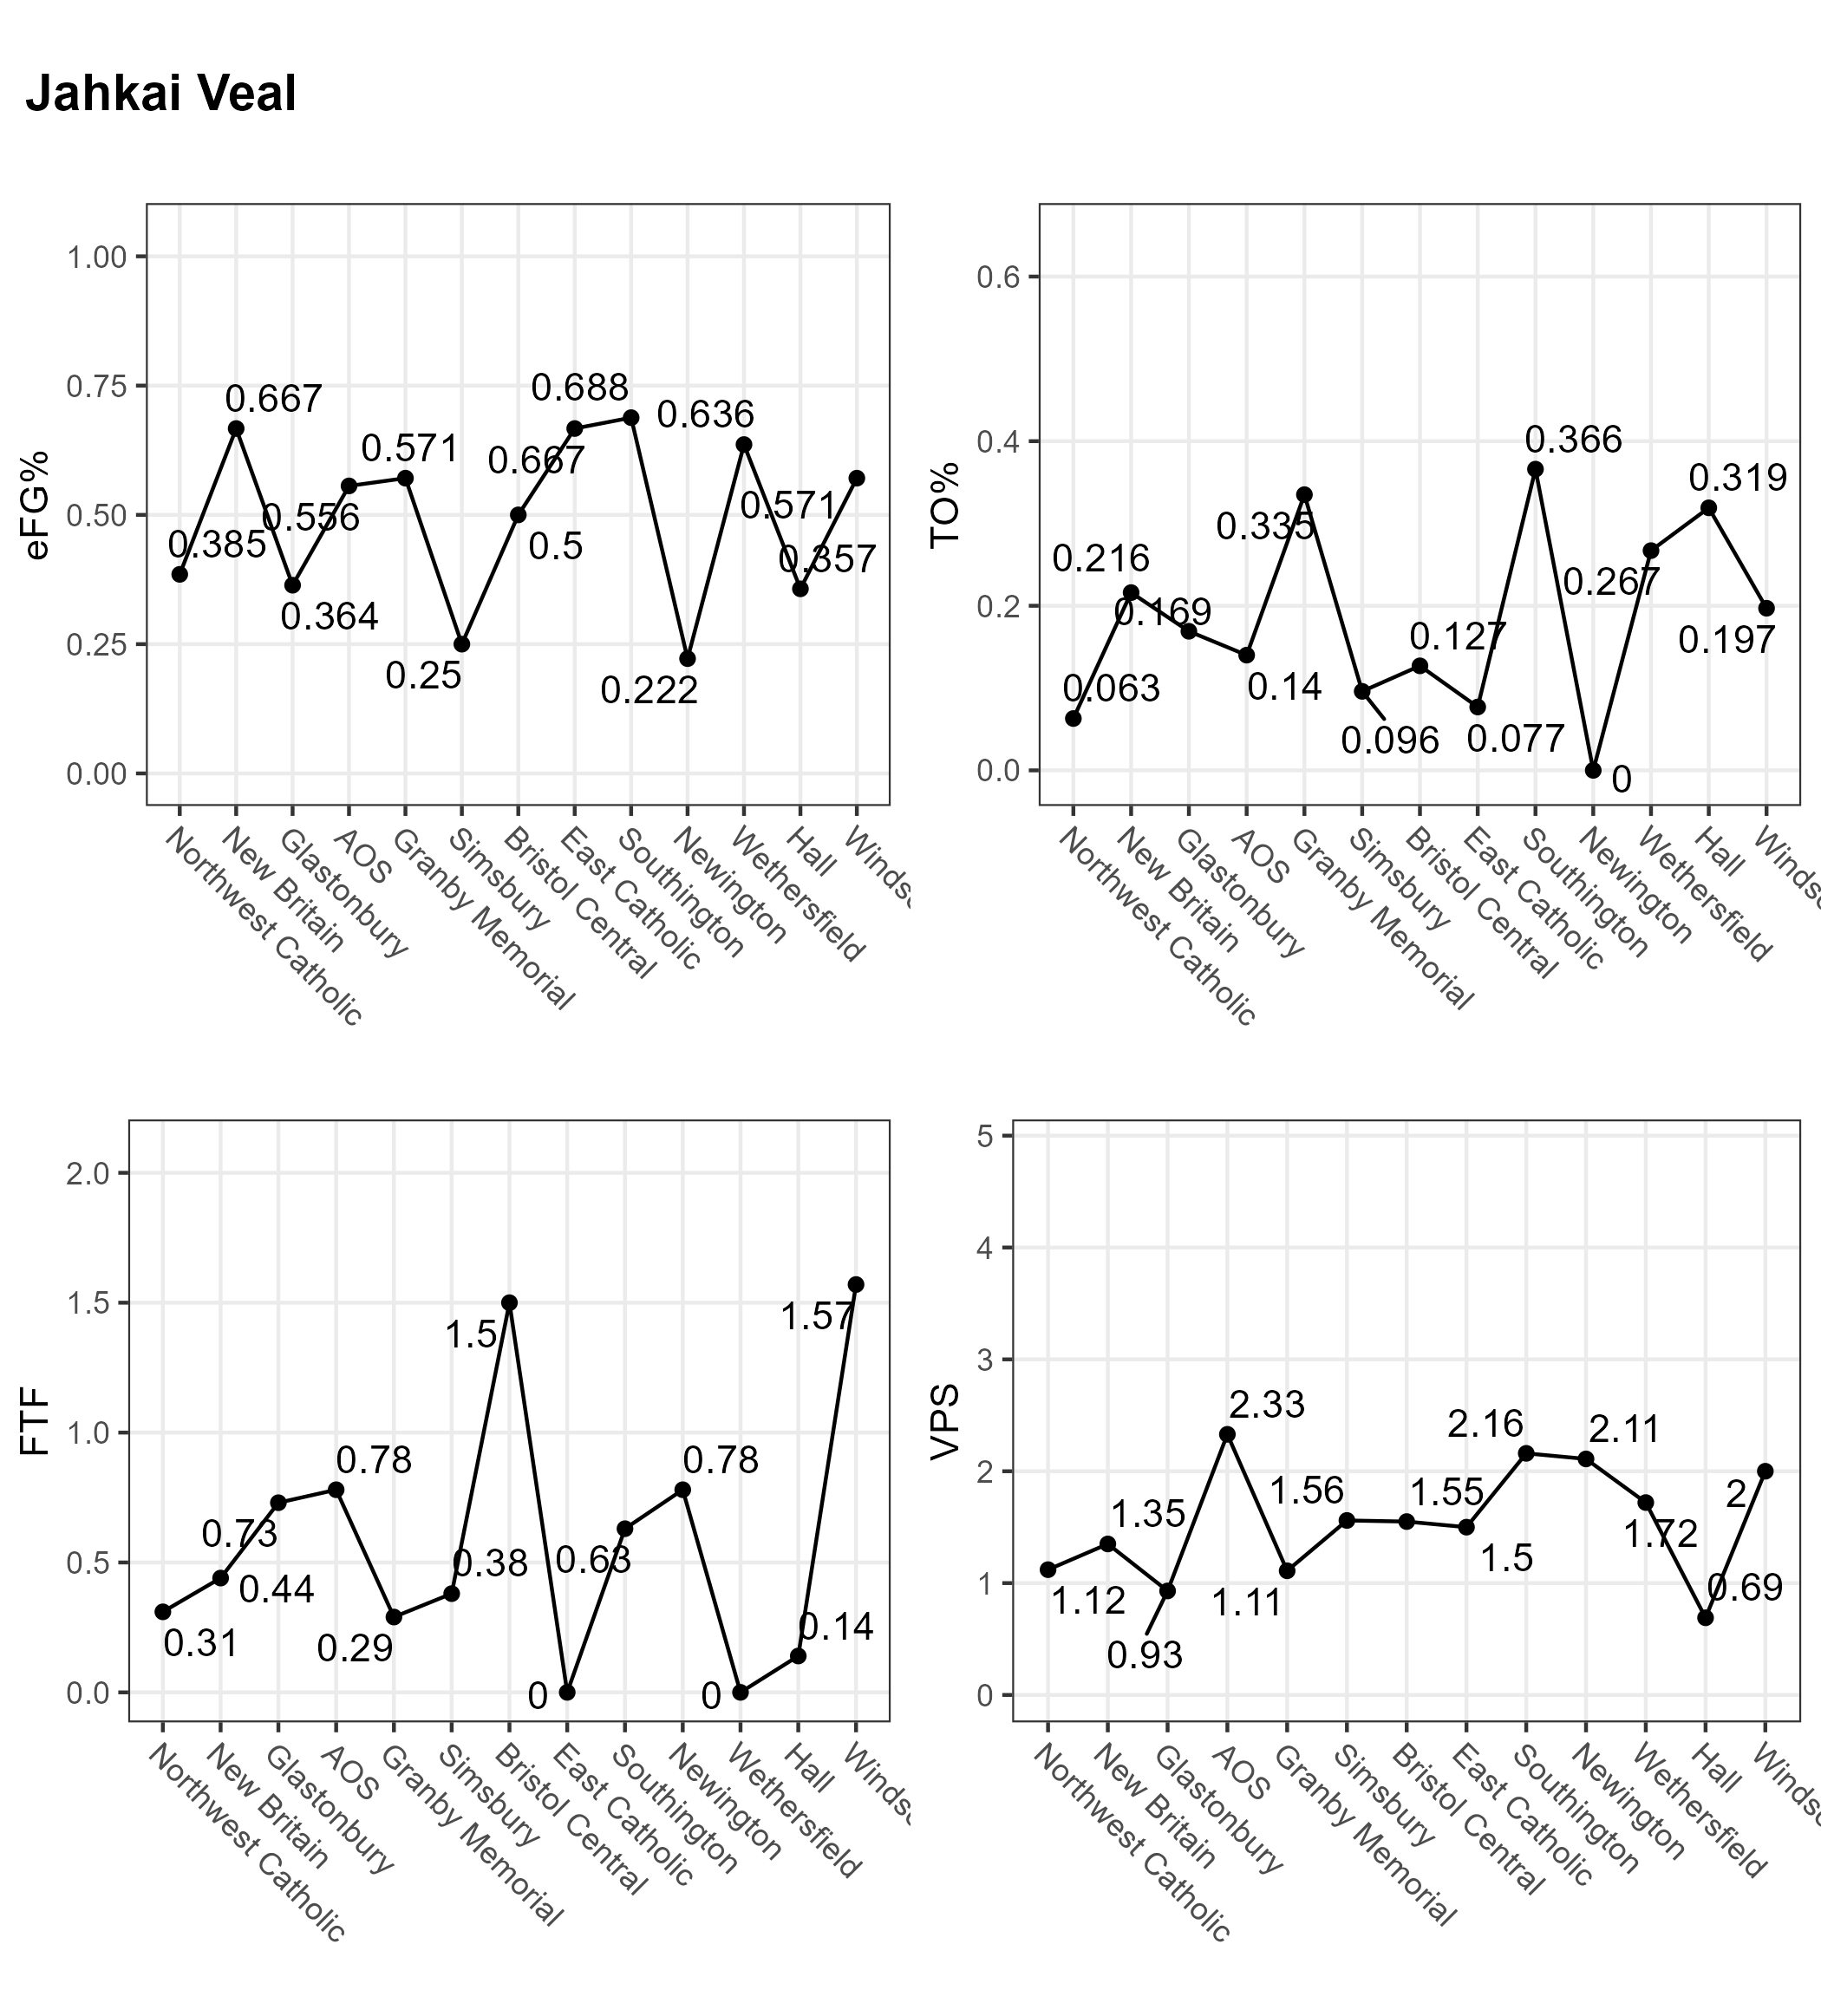 Jahkai Veal
eFG%
1.00
0.75
0.50
0.25
0.00
0.385
0.667
0.364
0.556
0.571
0.25
0.5
0.667
0.688
0.222
0.636
0.357
0.571
Northwest Catholic
New Britain
Glastonbury
AOS
Granby Memorial
Simsbury
Bristol Central
East Catholic
Southington
Newington
Wethersfield
Hall
Winds
TO%
0.6
0.4
0.2
0.0
0.063
0.216
0.169
0.14
0.335
0.096
0.127
0.077
0.366
0
0.267
0.319
0.197
Northwest Catholic
New Britain
Glastonbury
AOS
Granby Memorial
Simsbury
Bristol Central
East Catholic
Southington
Newington
Wethersfield
Hall
Winds
FTF
2.0
1.5
1.0
0.5
0.0
0.31
0.44
0.73
0.78
0.29
0.38
1.5
0
0.63
0.78
0
0.14
1.57
Northwest Catholic
New Britain
Glastonbury
AOS
Granby Memorial
Simsbury
Bristol Central
East Catholic
Southington
Newington
Wethersfield
Hall
Winds
VPS
5
4
3
2
1
0
1.12
1.35
0.93
2.33
1.11
1.56
1.55
1.5
2.16
2.11
1.72
0.69
2
Northwest Catholic
New Britain
Glastonbury
AOS
Granby Memorial
Simsbury
Bristol Central
East Catholic
Southington
Newington
Wethersfield
Hall
Winds